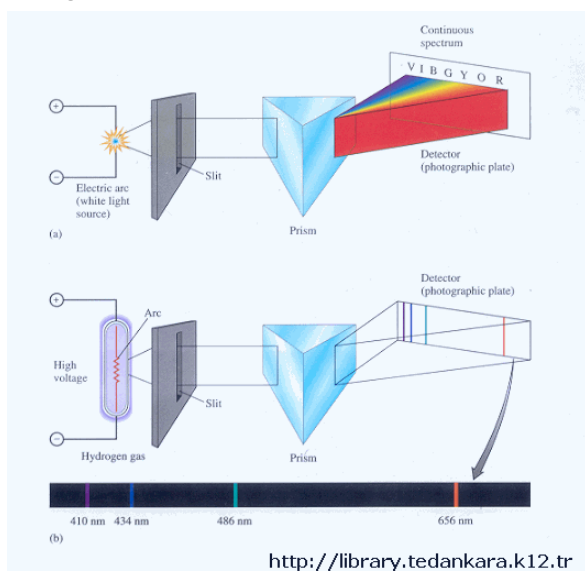 Continuous
spectrum
V I B G Y O R
+
Slit
Detector
(photographic plate)
−
Electric arc
(white light
source)
Prism
(a)
Detector
(photographic plate)
+
Arc
High
voltage
Slit
−
Hydrogen gas
Prism
410 nm 434 nm 486 nm 656 nm
(b)
http://library.tedankara.k12.tr